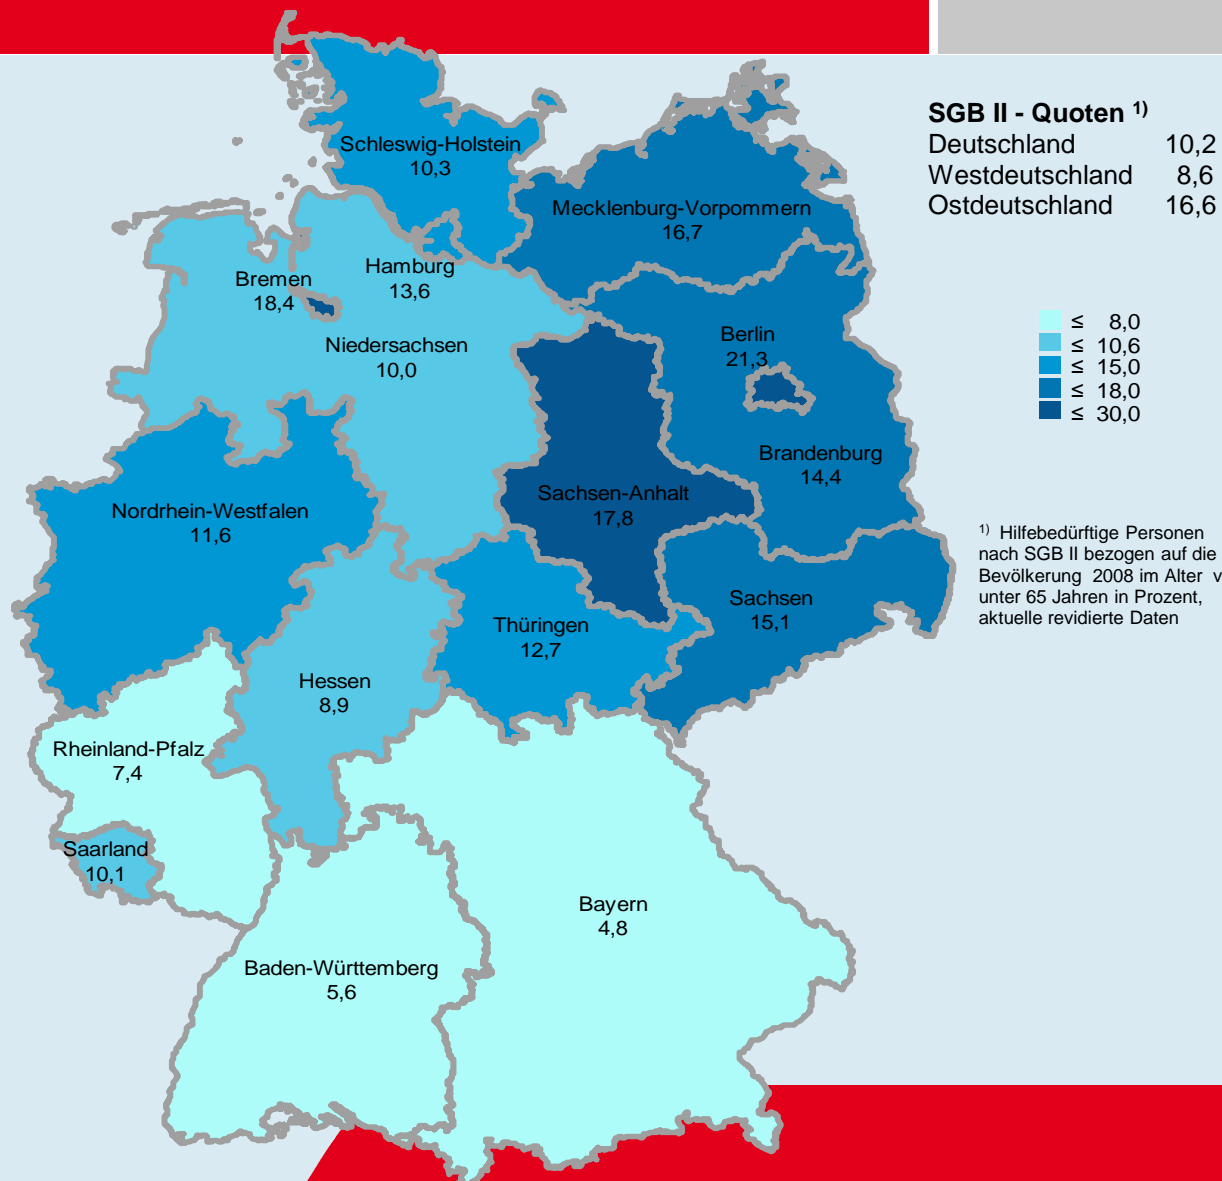 SGB II - Quoten 1)
Deutschland 10,2
Westdeutschland 8,6
Ostdeutschland 16,6
≤ 8,0
≤ 10,6
≤ 15,0
≤ 18,0
≤ 30,0
1) Hilfebedürftige Personen
nach SGB II bezogen auf die
Bevölkerung 2008 im Alter v
unter 65 Jahren in Prozent,
aktuelle revidierte Daten
Schleswig-Holstein
10,3
Mecklenburg-Vorpommern
16,7
Hamburg
13,6
Bremen
18,4
Niedersachsen
10,0
Berlin
21,3
Brandenburg
14,4
Sachsen-Anhalt
17,8
Nordrhein-Westfalen
11,6
Sachsen
15,1
Thüringen
12,7
Hessen
8,9
Rheinland-Pfalz
7,4
Saarland
10,1
Bayern
4,8
Baden-Württemberg
5,6